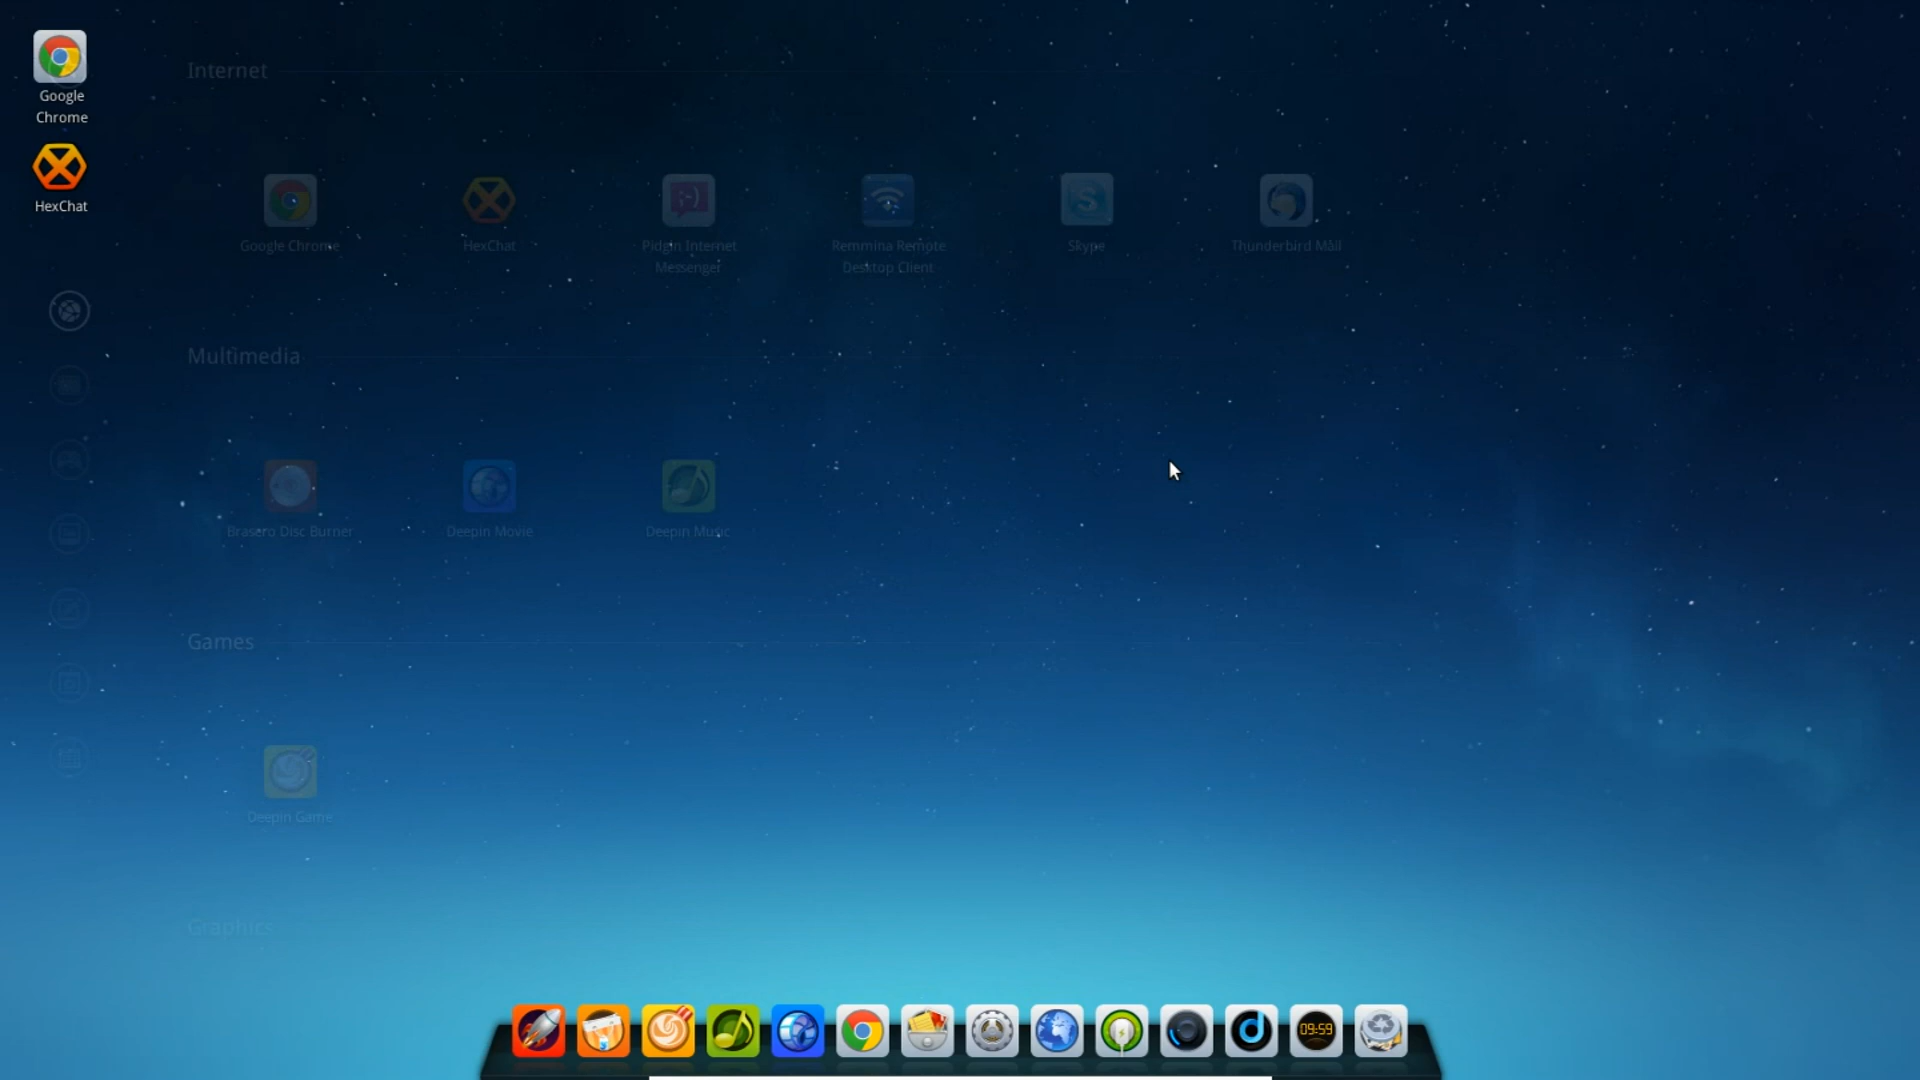 Google
Chrome
HexChat
Internet
Google Chrome
HexChat
Pidgin Internet
Messenger
Remmina Remote
Desktop Client
Skype
Thunderbird Mail
Multimedia
Brasero Disc Burner
Deepin Movie
Deepin Music
Games
Deepin Game
Graphics
09:59